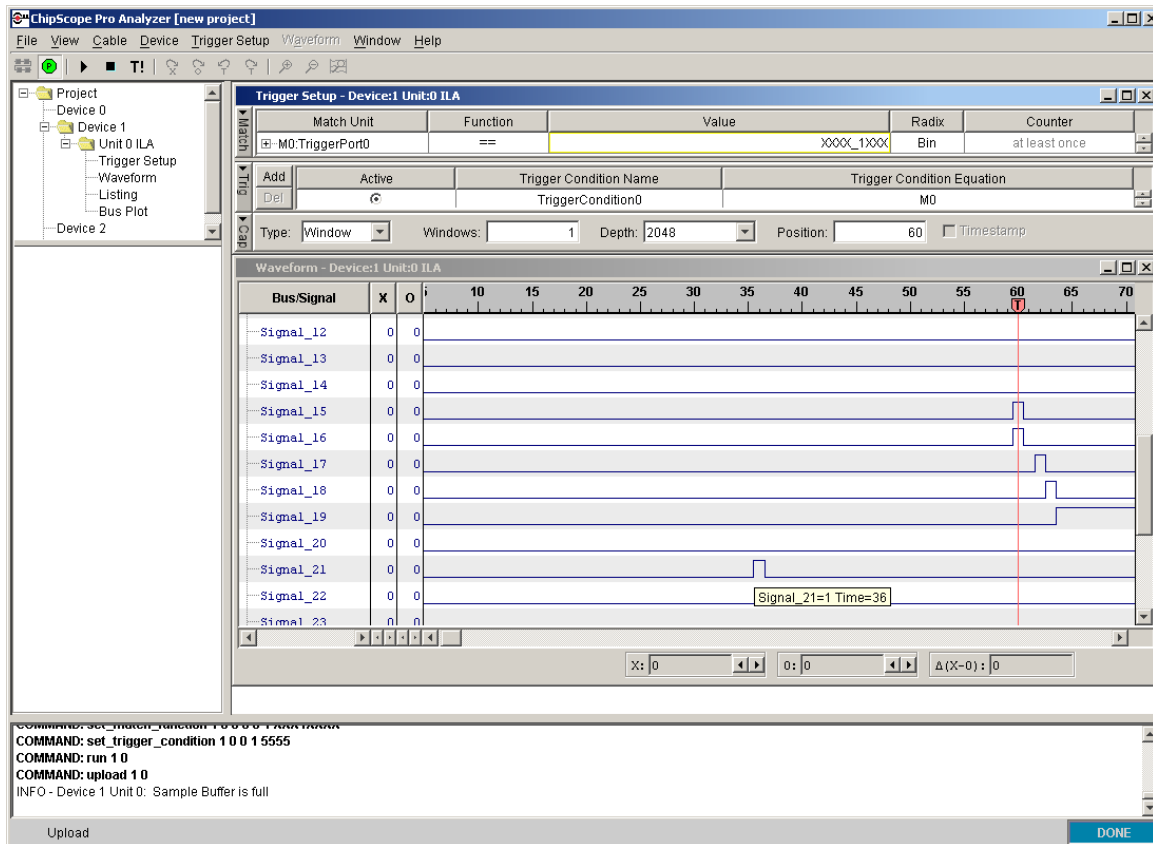 ChipScope Pro Analyzer [new project]
File View Cable Device Trigger Setup Waveform Window Help
P T!
Project
Device 0
Device 1
Unit 0 ILA
Trigger Setup
Waveform
Listing
Bus Plot
Device 2
Trigger Setup - Device:1 Unit:0 ILA
Match
Match Unit Function Value Radix Counter
M0:TriggerPort0 == XXXX_1XXX Bin at least once
Trig
Add Active Trigger Condition Name Trigger Condition Equation
Del TriggerCondition0 M0
Cap
Type: Window Windows: 1 Depth: 2048 Position: 60 Timestamp
Waveform - Device:1 Unit:0 ILA
Bus/Signal X O 10 15 20 25 30 35 40 45 50 55 60 65 70
T
Signal_12 0 0
Signal_13 0 0
Signal_14 0 0
Signal_15 0 0
Signal_16 0 0
Signal_17 0 0
Signal_18 0 0
Signal_19 0 0
Signal_20 0 0
Signal_21 0 0
Signal_22 0 0
Signal_21=1 Time=36
Signal_23 0 0
X: 0 O: 0 Δ(X-O): 0
COMMAND: set_trigger_condition 1 0 0 1 5555
COMMAND: run 1 0
COMMAND: upload 1 0
INFO - Device 1 Unit 0: Sample Buffer is full
Upload DONE